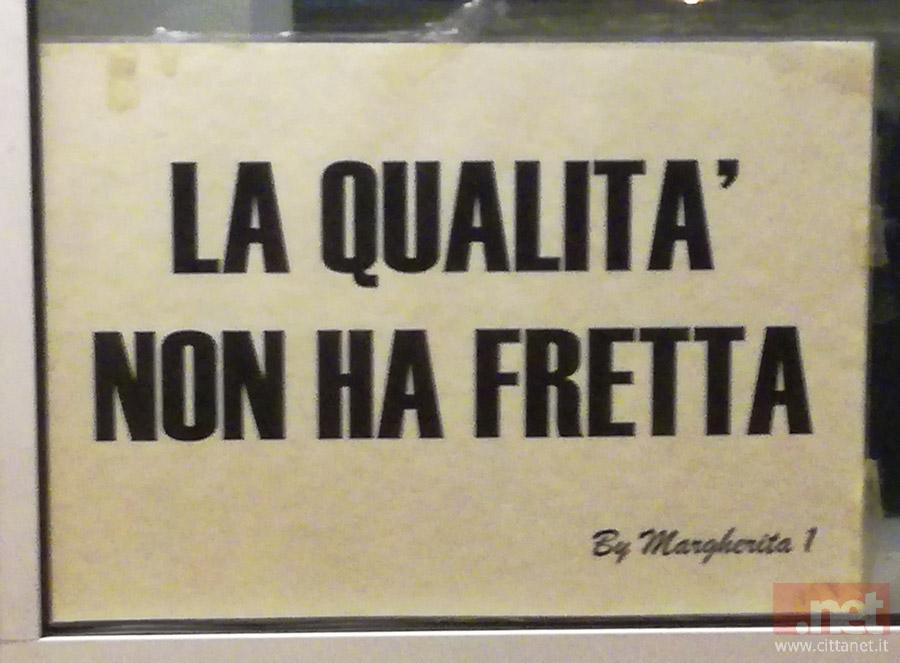 LA QUALITA’
NON HA FRETTA
By Margherita 1
.net
www.cittanet.it